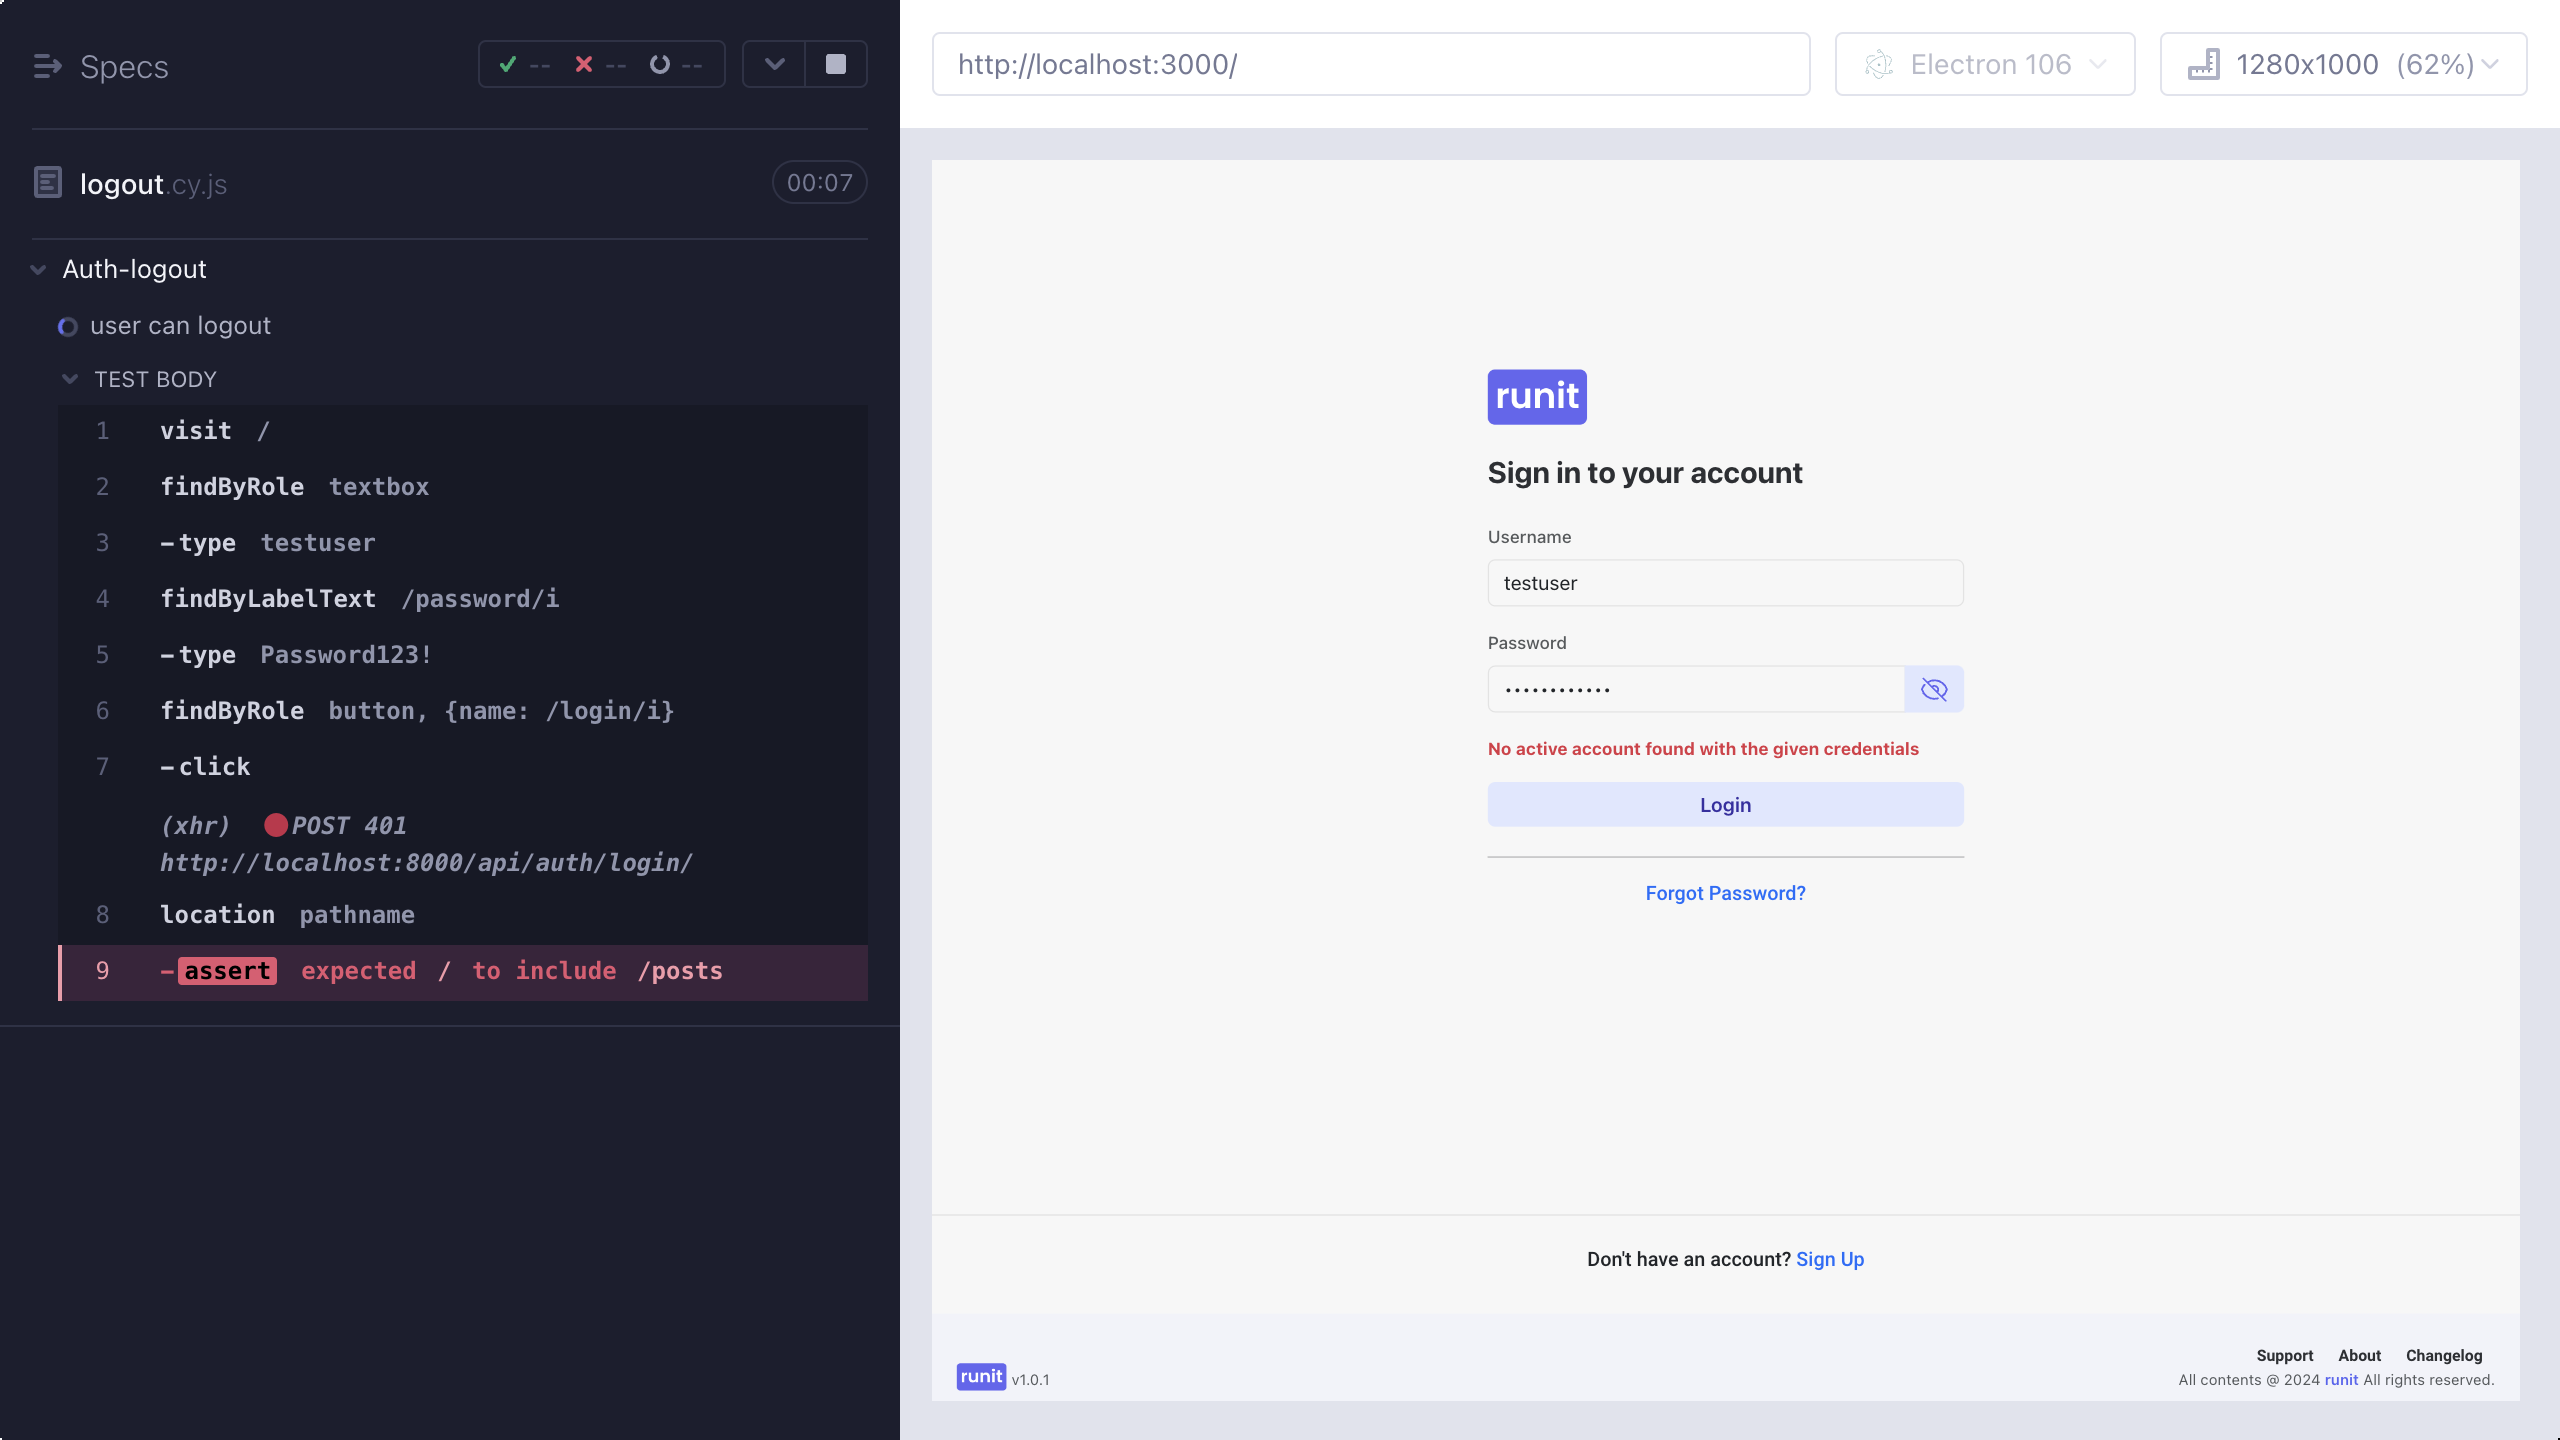 Specs
-- -- --
logout.cy.js 00:07
Auth-logout
user can logout
TEST BODY
1 visit /
2 findByRole textbox
3 -type testuser
4 findByLabelText /password/i
5 -type Password123!
6 findByRole button, {name: /login/i}
7 -click
(xhr) POST 401
http://localhost:8000/api/auth/login/
8 location pathname
9 -assert expected / to include /posts
http://localhost:3000/
Electron 106
1280x1000 (62%)
runit
Sign in to your account
Username
testuser
Password
••••••••••••
No active account found with the given credentials
Login
Forgot Password?
Don't have an account? Sign Up
runit v1.0.1
Support About Changelog
All contents @ 2024 runit All rights reserved.